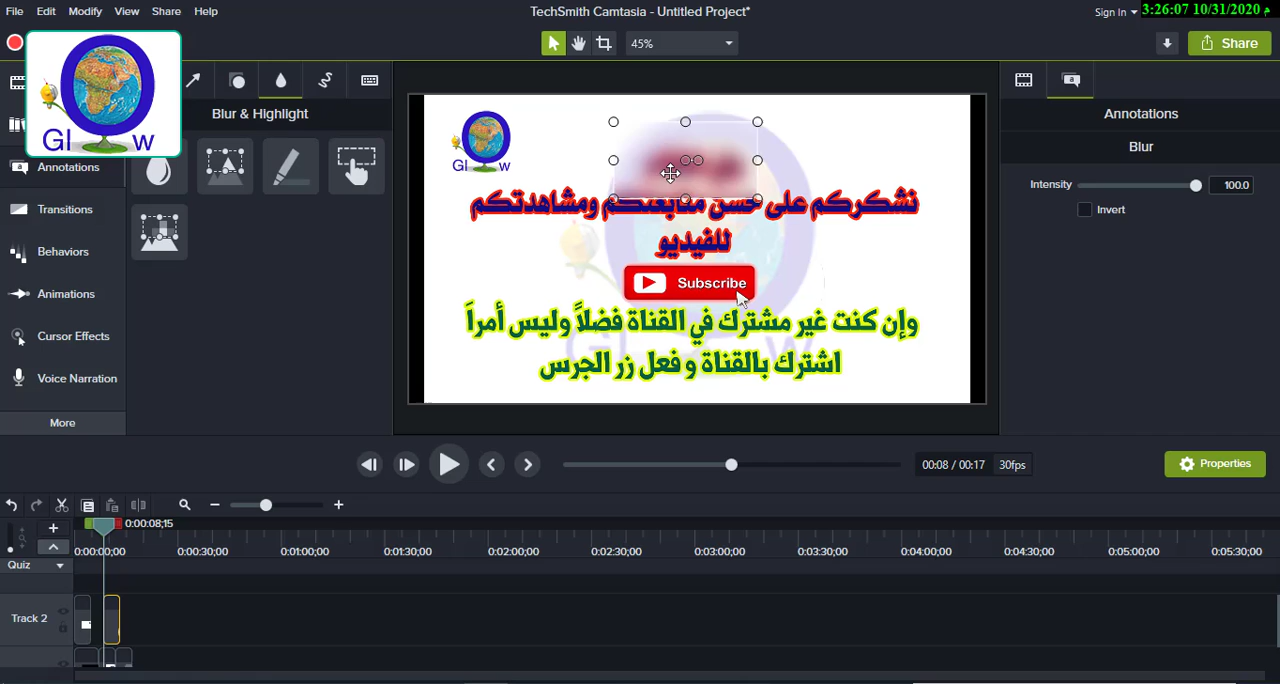 File Edit Modify View Share Help
TechSmith Camtasia - Untitled Project*
Sign In
3:26:07 10/31/2020 م
45%
Share
Gl w
Blur & Highlight
Annotations
Transitions
Behaviors
Animations
Cursor Effects
Voice Narration
More
Gl w
نشكركم على حسن متابعتكم ومشاهدتكم
للفيديو
Subscribe
وإن كنت غير مشترك في القناة فضلاً وليس أمراً
اشترك بالقناة وفعل زر الجرس
Annotations
Blur
Intensity 100.0
Invert
00:08 / 00:17 30fps
Properties
0:00:08;15
0:00:00;00 0:00:30;00 0:01:00;00 0:01:30;00 0:02:00;00 0:02:30;00 0:03:00;00 0:03:30;00 0:04:00;00 0:04:30;00 0:05:00;00 0:05:30;00
Quiz
Track 2